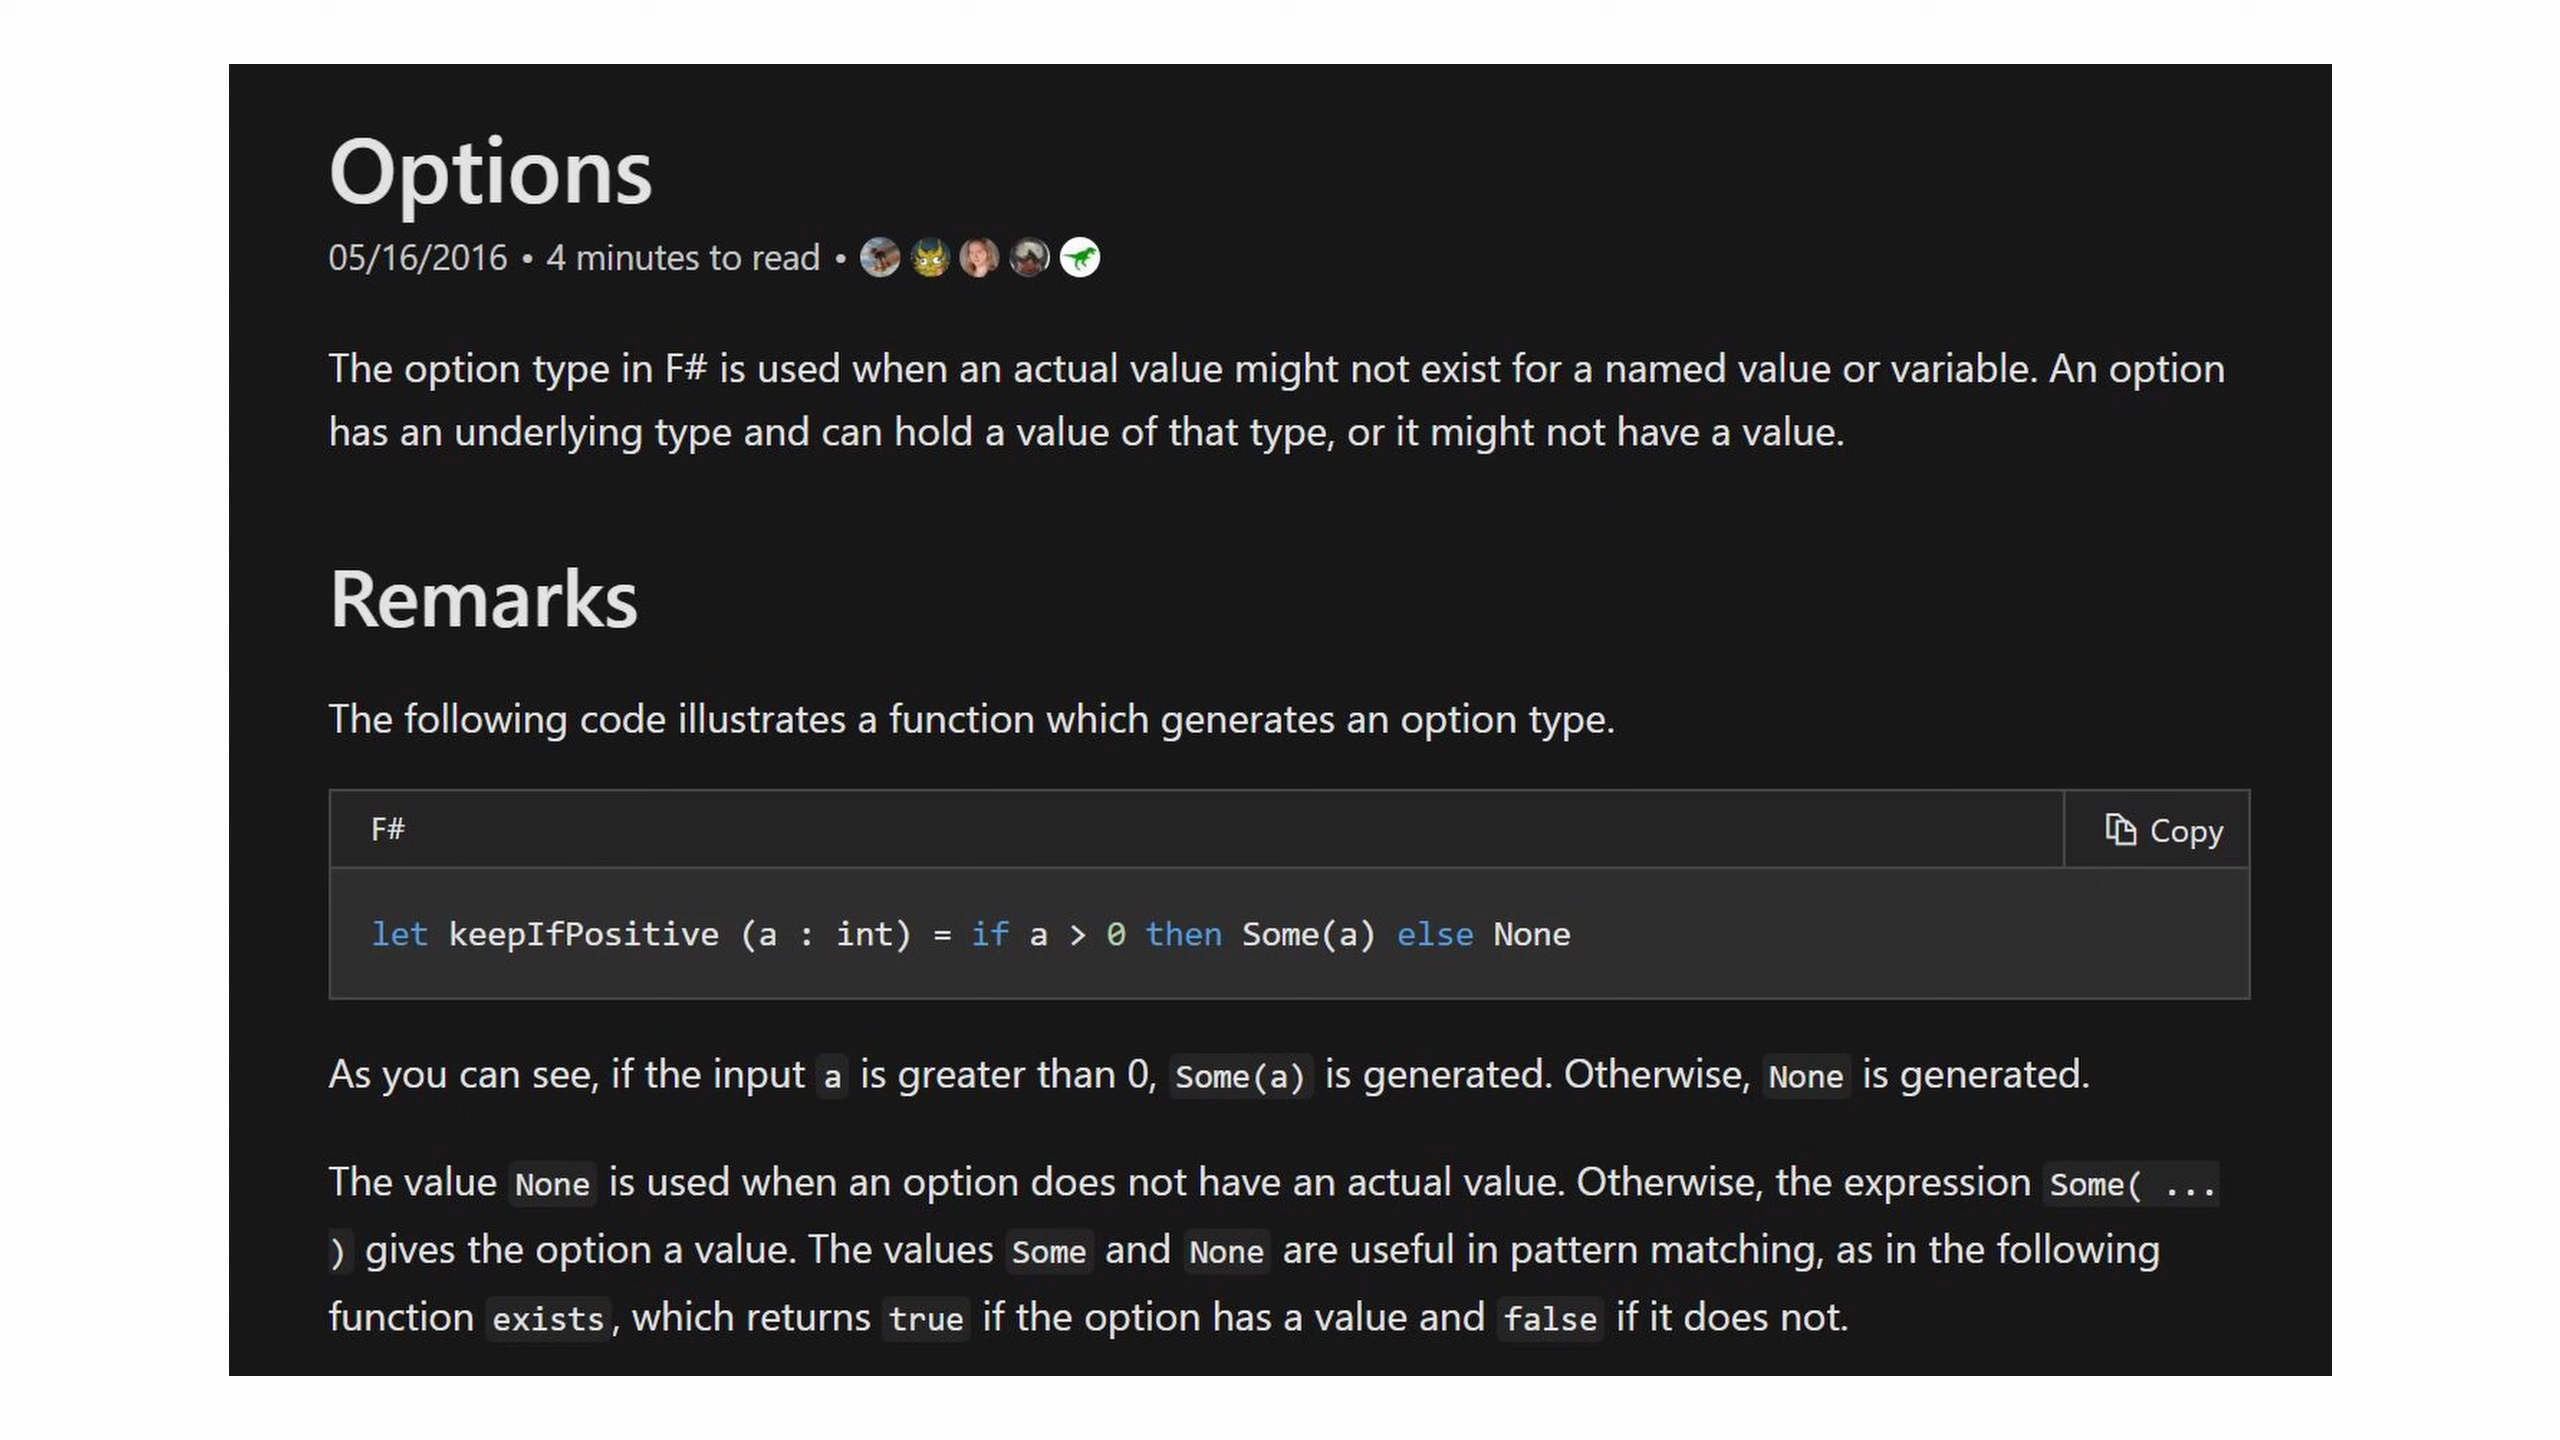 Options
05/16/2016 • 4 minutes to read •
The option type in F# is used when an actual value might not exist for a named value or variable. An option
has an underlying type and can hold a value of that type, or it might not have a value.
Remarks
The following code illustrates a function which generates an option type.
F#
Copy
let keepIfPositive (a : int) = if a > 0 then Some(a) else None
As you can see, if the input a is greater than 0, Some(a) is generated. Otherwise, None is generated.
The value None is used when an option does not have an actual value. Otherwise, the expression Some( ...
) gives the option a value. The values Some and None are useful in pattern matching, as in the following
function exists, which returns true if the option has a value and false if it does not.